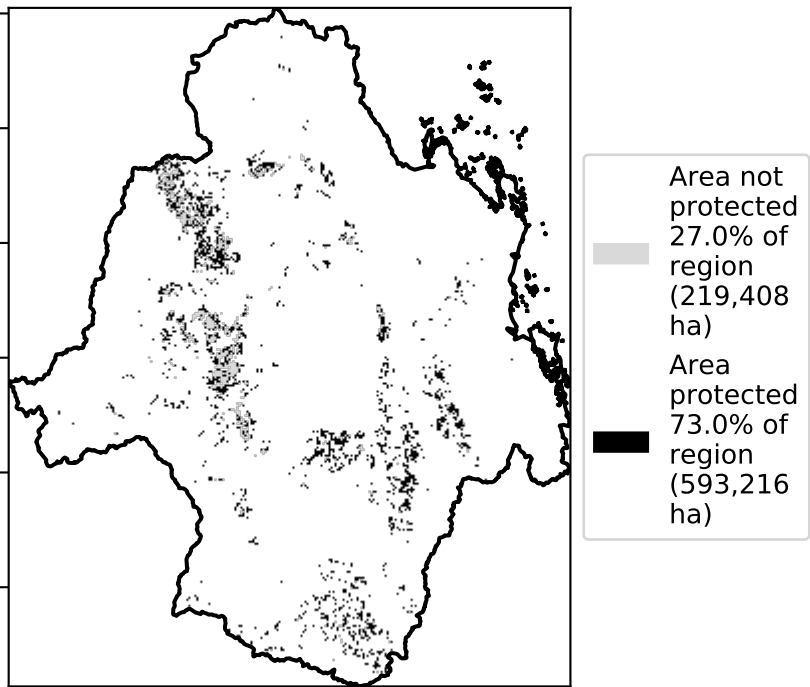 Area not
protected
27.0% of
region
(219,408
ha)
Area
protected
73.0% of
region
(593,216
ha)